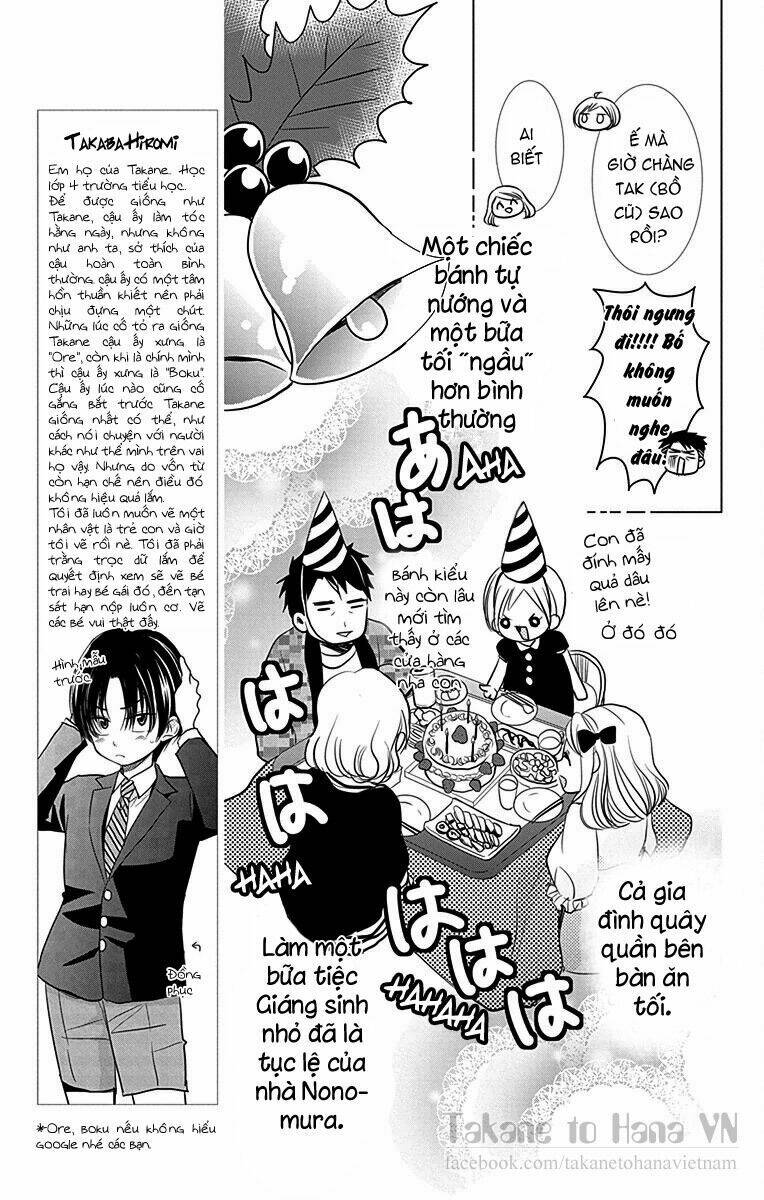 Ế MÀ
GIỜ CHÀNG
TAK (BỒ
CŨ) SAO
RỒI?
AI
BIẾT
Thôi ngưng
đi!!!! Bố
không
muốn
nghe
đâu!
Một chiếc
bánh tự
nướng và
một bữa
tối "ngầu"
hơn bình
thường
あはは
AHA
Con đã
đính mấy
quả dâu
lên nè!
Ở đó đó
Bánh kiểu
này còn lâu
mới tìm
thấy ở các
cửa hàng
nha con
はは
HAHA
ははは
HAHAHA
Cả gia
đình quây
quần bên
bàn ăn
tối.
Làm một
bữa tiệc
Giáng sinh
nhỏ đã là
tục lệ của
nhà Nono-
mura.
TAKABA HIROMI
Em họ của Takane. Học
lớp 4 trường tiểu học.
Để được giống như
Takane, cậu ấy làm tóc
hằng ngày, nhưng không
như anh ta, sở thích của
cậu hoàn toàn bình
thường. cậu ấy có một tâm
hồn thuần khiết nên phải
chịu đựng một chút.
Những lúc cố tỏ ra giống
Takane cậu ấy xưng là
"Ore", còn khi là chính mình
thì cậu ấy xưng là "Boku".
Cậu ấy lúc nào cũng cố
gắng bắt trước Takane
giống nhất có thể, như
cách nói chuyện với người
khác như thể mình trên vai
họ vậy. Nhưng do vốn từ
còn hạn chế nên điều đó
không hiệu quả lắm.
Tôi đã luôn muốn vẽ một
nhân vật là trẻ con và giờ
tôi vẽ rồi nè. Tôi đã phải
trằng trọc dữ lắm để
quyết định xem sẽ vẽ bé
trai hay bé gái đó, đến tận
sát hạn nộp luôn cơ. Vẽ
các bé vui thật đấy.
Hình mẫu
trước
Đồng
phục
*Ore, Boku nếu không hiểu
Google nhé các bạn.
Takane to Hana VN
facebook.com/takanetohanavietnam